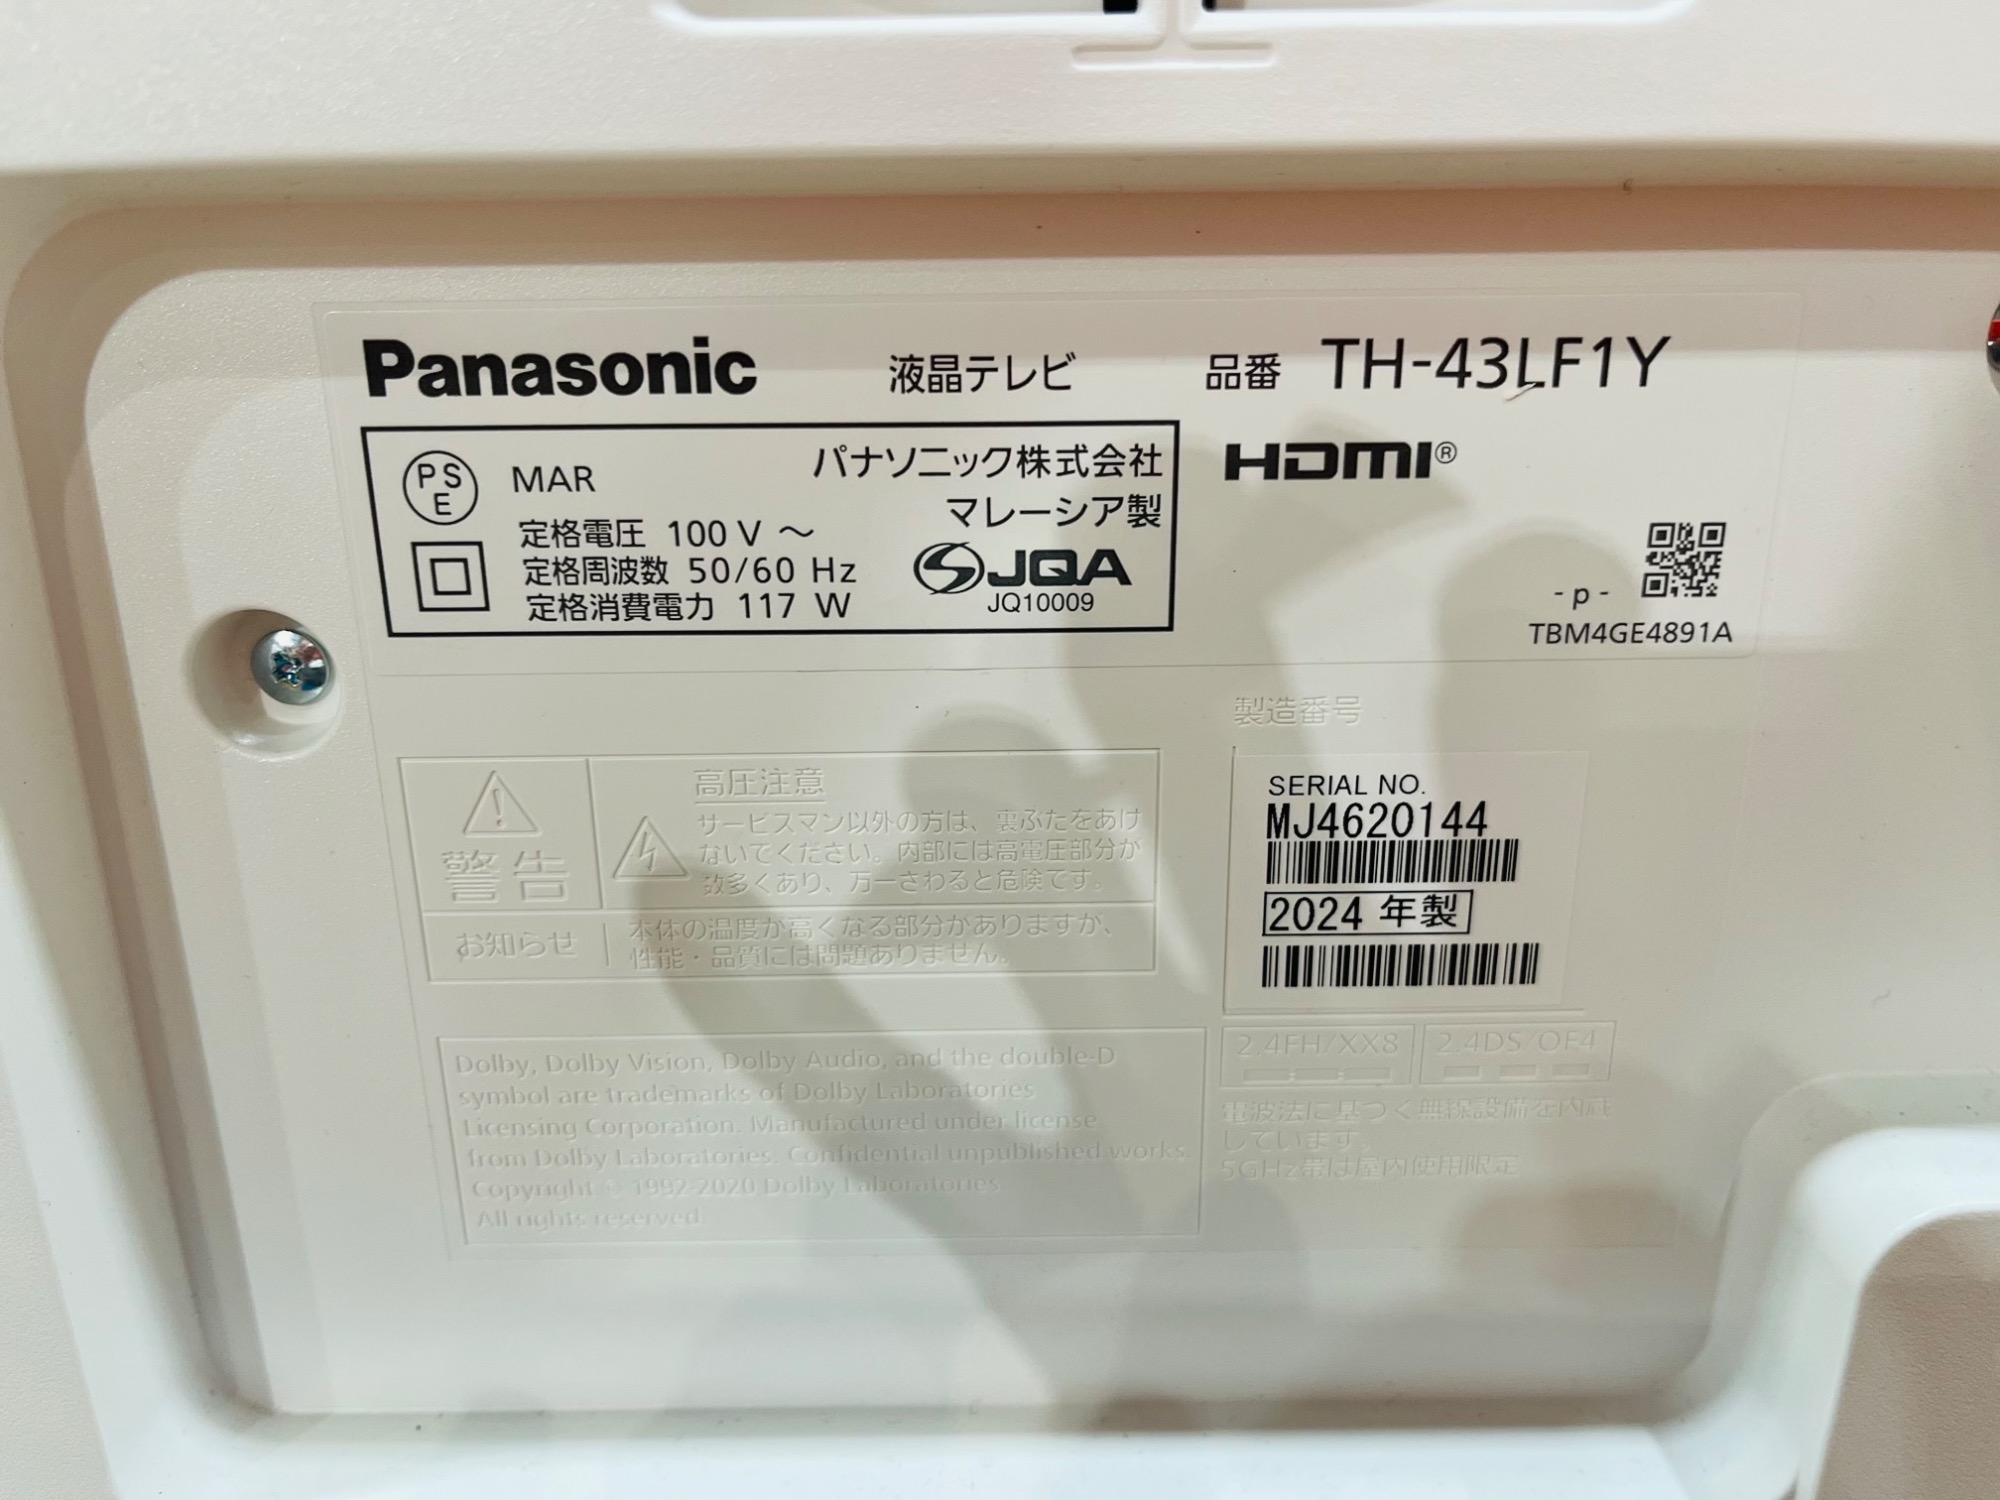 Panasonic 液晶テレビ 品番 TH-43LF1Y
PS
E
MAR
パナソニック株式会社
マレーシア製
定格電圧 100 V ～
定格周波数 50/60 Hz
定格消費電力 117 W
JQA
JQ10009
HDMI®
- p -
TBM4GE4891A
製造番号
SERIAL NO.
MJ4620144
2024 年製
警告
高圧注意
サービスマン以外の方は、裏ぶたをあけ
ないでください。内部には高電圧部分が
数多くあり、万一さわると危険です。
お知らせ
本体の温度が高くなる部分がありますが、
性能・品質には問題ありません。
Dolby, Dolby Vision, Dolby Audio, and the double-D
symbol are trademarks of Dolby Laboratories
Licensing Corporation. Manufactured under license
from Dolby Laboratories. Confidential unpublished works.
Copyright © 1992-2020 Dolby Laboratories.
All rights reserved.
2.4FH/XX8 2.4DS/OF4
電波法に基づく無線設備を内蔵
しています。
5GHz帯は屋内使用限定